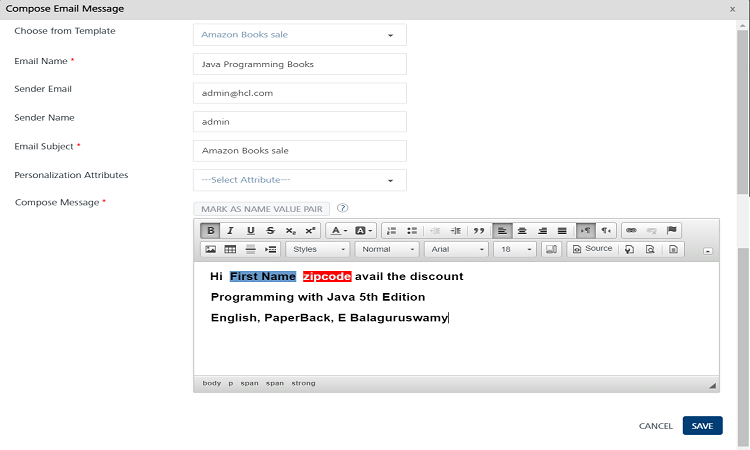 Compose Email Message x
Choose from Template Amazon Books sale
Email Name * Java Programming Books
Sender Email admin@hcl.com
Sender Name admin
Email Subject * Amazon Books sale
Personalization Attributes ---Select Attribute---
Compose Message *
MARK AS NAME VALUE PAIR ?
B I U S x₂ x² A A
Styles Normal Arial 18 Source
Hi First Name zipcode avail the discount
Programming with Java 5th Edition
English, PaperBack, E Balaguruswamy
body p span span strong
CANCEL SAVE